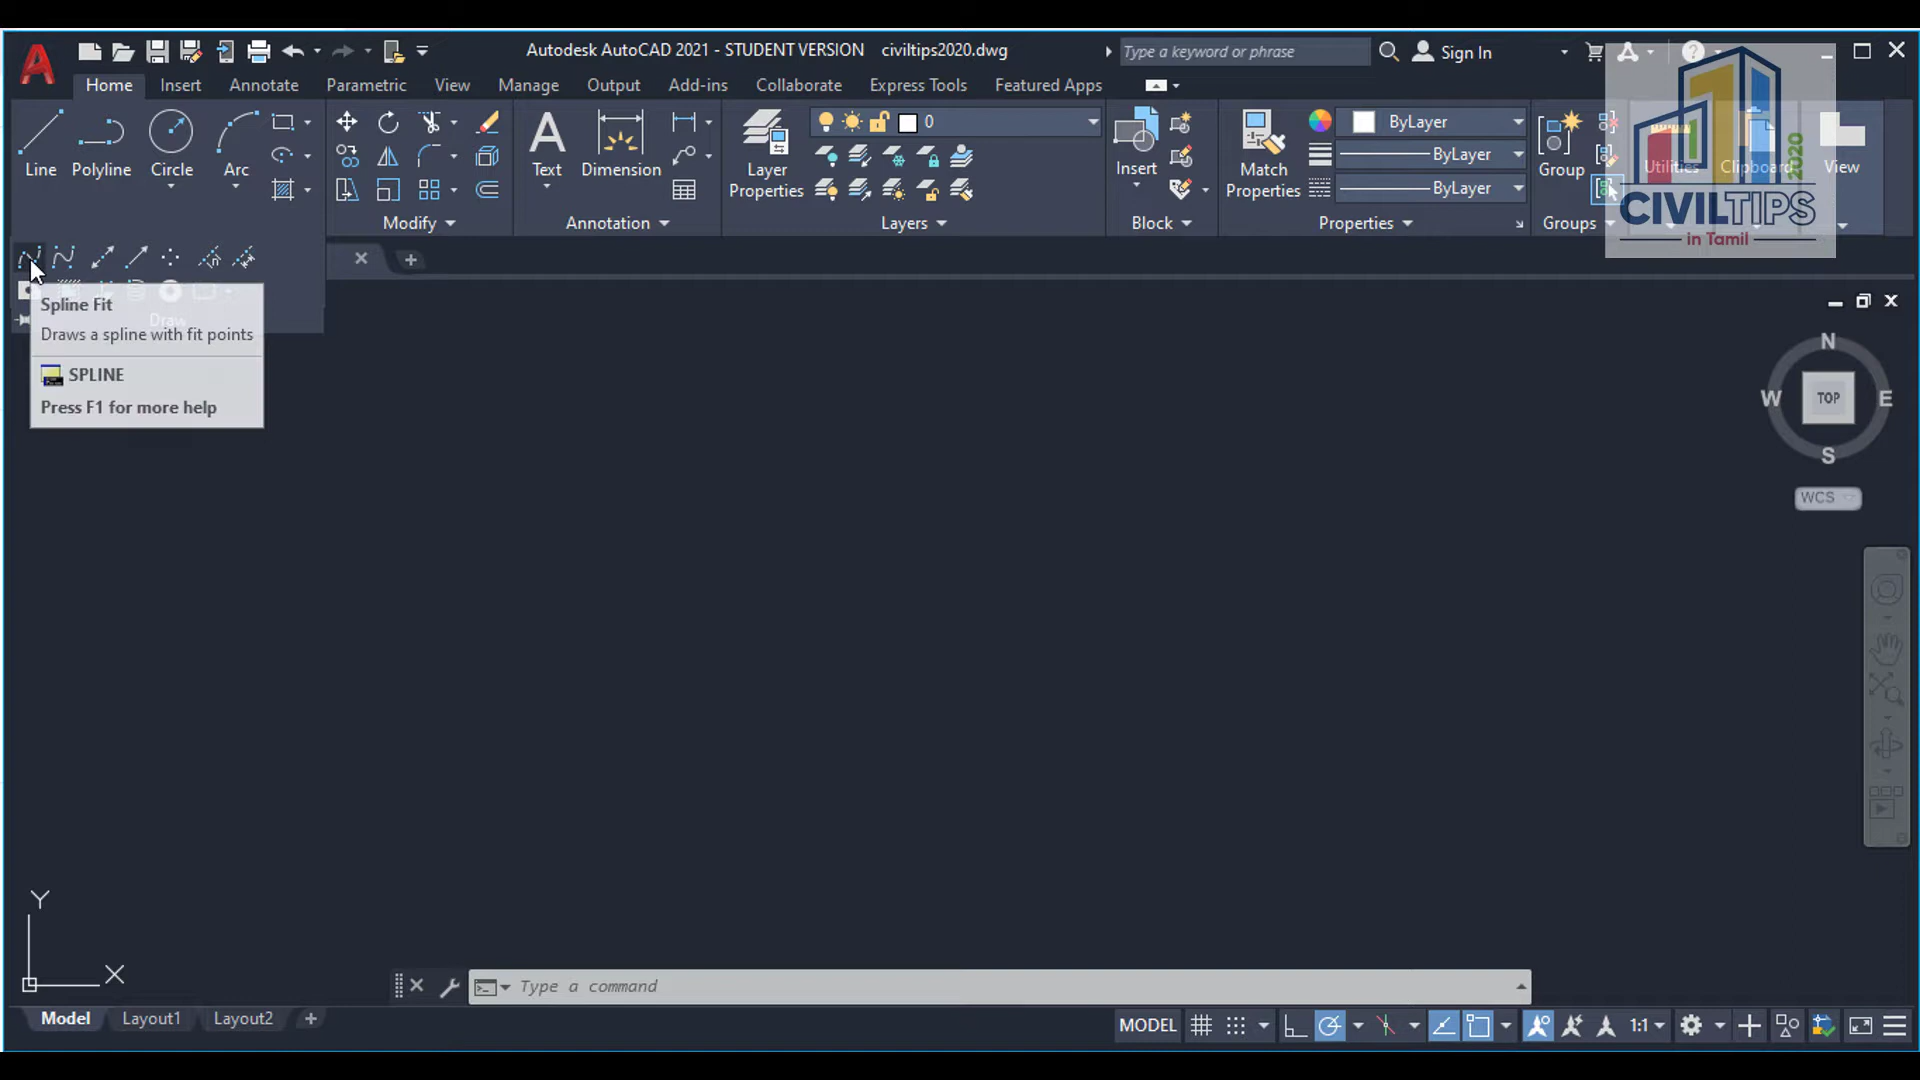 Autodesk AutoCAD 2021 - STUDENT VERSION civiltips2020.dwg
Type a keyword or phrase
Sign In
Home
Insert
Annotate
Parametric
View
Manage
Output
Add-ins
Collaborate
Express Tools
Featured Apps
Line
Polyline
Circle
Arc
Modify
Text
Dimension
Annotation
Layer
Properties
0
Layers
Insert
Block
Match
Properties
ByLayer
ByLayer
ByLayer
Properties
Group
Groups
Utilities
Clipboard
View
2020
CIVILTIPS
in Tamil
Spline Fit
Draw
Draws a spline with fit points
SPLINE
Press F1 for more help
N
W
TOP
E
S
WCS
Y
X
Type a command
Model
Layout1
Layout2
MODEL
1:1